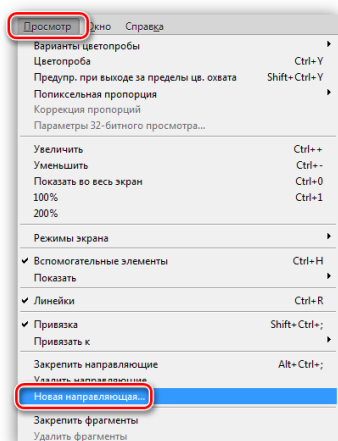 Просмотр Окно Справка
Варианты цветопробы
Цветопроба Ctrl+Y
Предупр. при выходе за пределы цв. охвата Shift+Ctrl+Y
Попиксельная пропорция
Коррекция пропорций
Параметры 32-битного просмотра...
Увеличить Ctrl++
Уменьшить Ctrl+-
Показать во весь экран Ctrl+0
100% Ctrl+1
200%
Режимы экрана
Вспомогательные элементы Ctrl+H
Показать
Линейки Ctrl+R
Привязка Shift+Ctrl+;
Привязать к
Закрепить направляющие Alt+Ctrl+;
Удалить направляющие
Новая направляющая...
Закрепить фрагменты
Удалить фрагменты